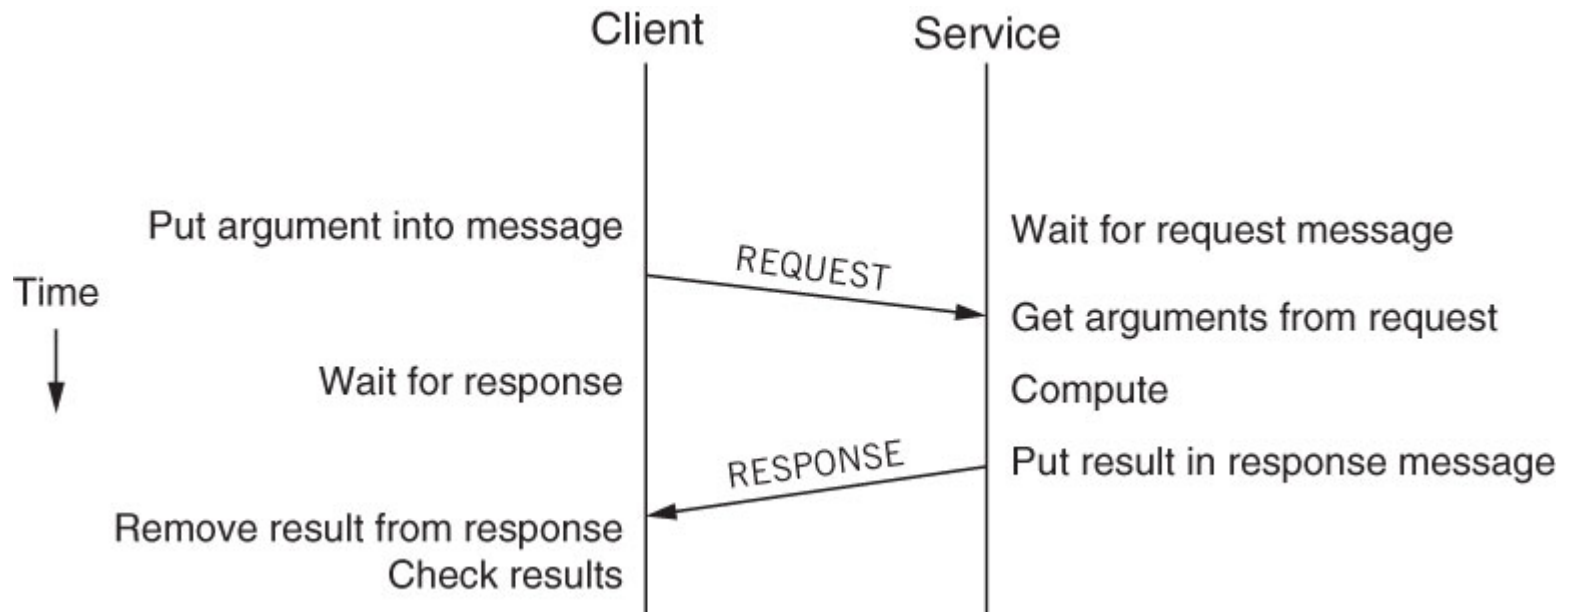 Client
Service
Put argument into message
Wait for request message
REQUEST
Time
Get arguments from request
Wait for response
Compute
RESPONSE
Put result in response message
Remove result from response
Check results